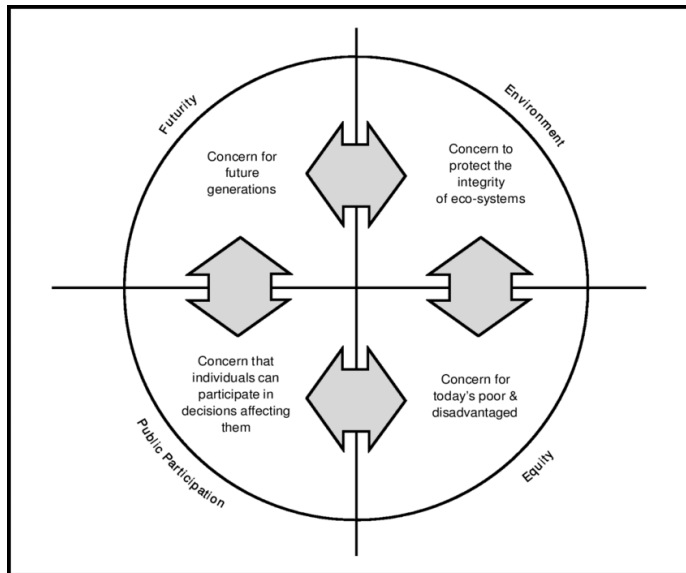 Futurity
Environment
Concern for
future
generations
Concern to
protect the
integrity
of eco-systems
Concern that
individuals can
participate in
decisions affecting
them
Concern for
today's poor &
disadvantaged
Public Participation
Equity